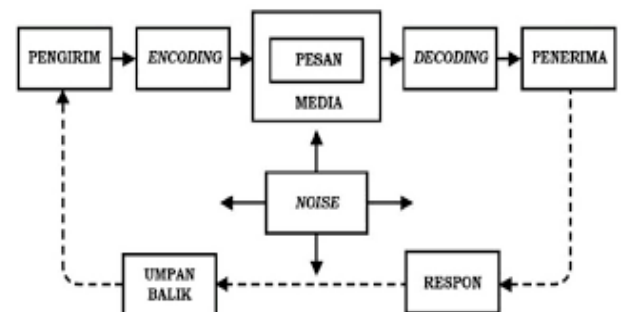 PENGIRIM
ENCODING
PESAN
MEDIA
DECODING
PENERIMA
NOISE
UMPAN
BALIK
RESPON